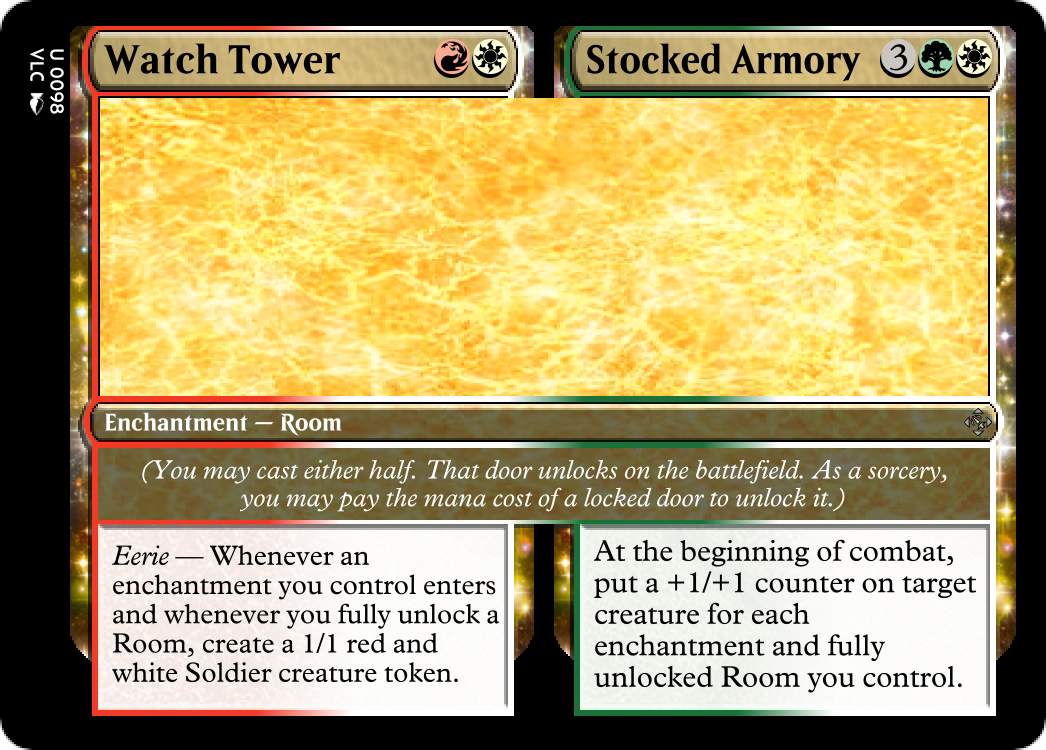 Watch Tower
Stocked Armory 3
U 0098
VLC
Enchantment — Room
(You may cast either half. That door unlocks on the battlefield. As a sorcery,
you may pay the mana cost of a locked door to unlock it.)
Eerie — Whenever an
enchantment you control enters
and whenever you fully unlock a
Room, create a 1/1 red and
white Soldier creature token.
At the beginning of combat,
put a +1/+1 counter on target
creature for each
enchantment and fully
unlocked Room you control.